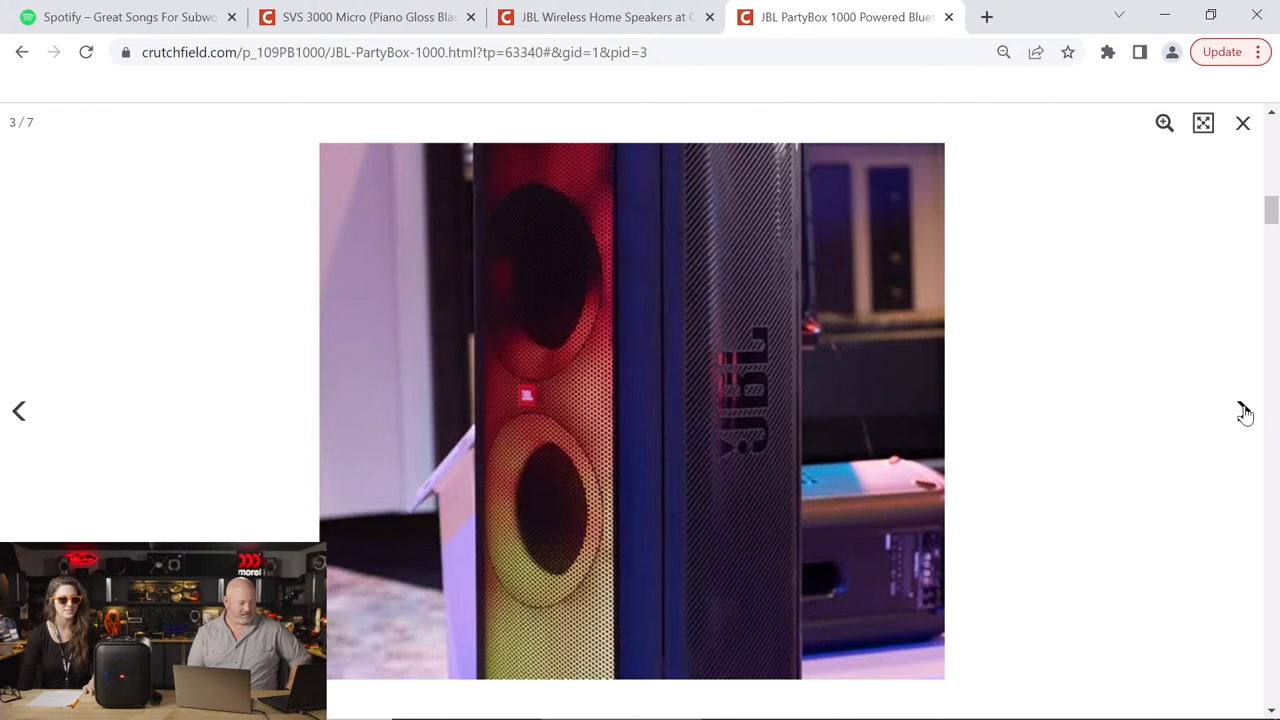 Spotify – Great Songs For Subwo
SVS 3000 Micro (Piano Gloss Bla
JBL Wireless Home Speakers at C
JBL PartyBox 1000 Powered Bluet
crutchfield.com/p_109PB1000/JBL-PartyBox-1000.html?tp=63340#&gid=1&pid=3
Update
3 / 7
JBL
JBL
morel